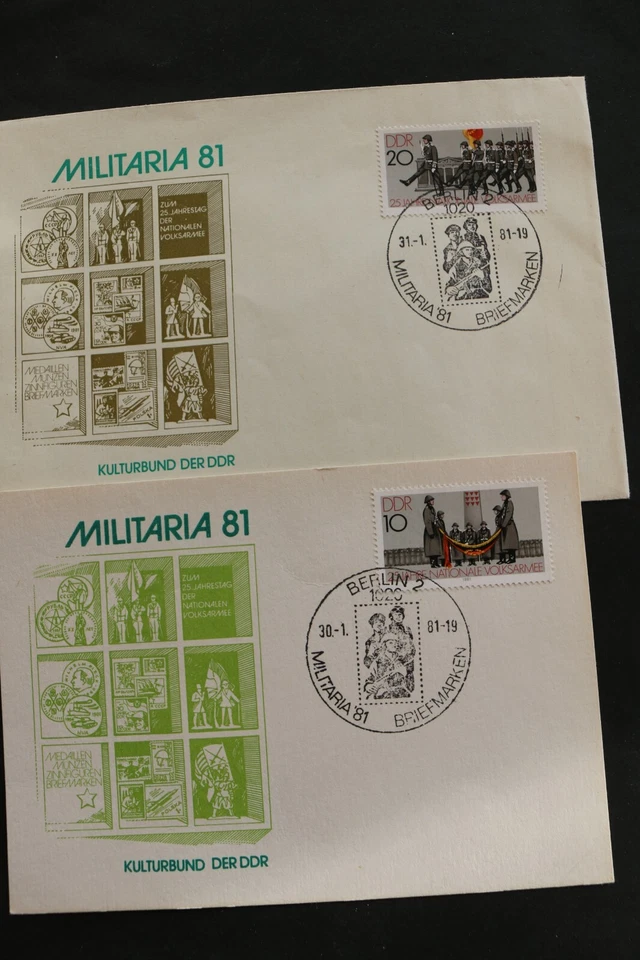 MILITARIA 81
ZUM
25. JAHRESTAG
DER
NATIONALEN
VOLKSARMEE
MEDAILLEN
MÜNZEN
ZINNFIGUREN
BRIEFMARKEN
KULTURBUND DER DDR
DDR
20
25 JAHRE
VOLKSARMEE
BERLIN 2
1020
31.-1.
81-19
MILITARIA '81
BRIEFMARKEN
MILITARIA 81
ZUM
25. JAHRESTAG
DER
NATIONALEN
VOLKSARMEE
MEDAILLEN
MÜNZEN
ZINNFIGUREN
BRIEFMARKEN
KULTURBUND DER DDR
DDR
10
NATIONALE VOLKSARMEE
BERLIN 2
1020
30.-1.
81-19
MILITARIA '81
BRIEFMARKEN